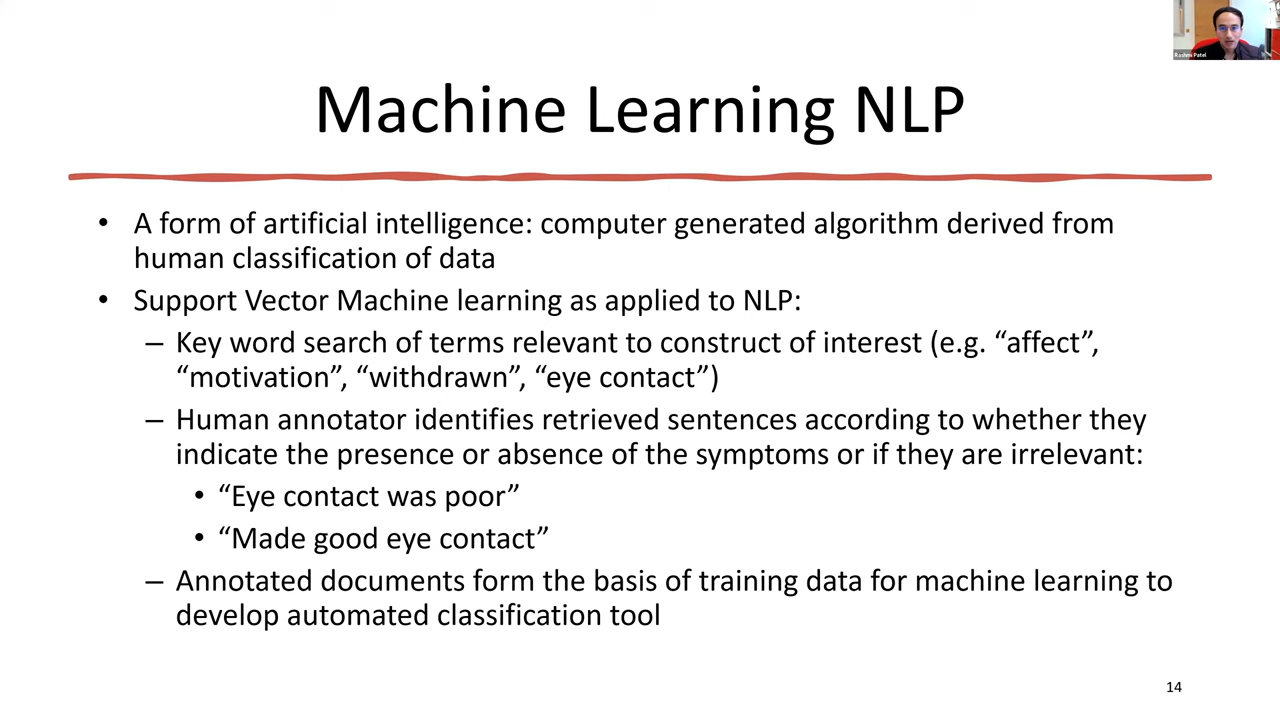 Rashmi Patel
Machine Learning NLP
• A form of artificial intelligence: computer generated algorithm derived from
human classification of data
• Support Vector Machine learning as applied to NLP:
– Key word search of terms relevant to construct of interest (e.g. “affect”,
“motivation”, “withdrawn”, “eye contact”)
– Human annotator identifies retrieved sentences according to whether they
indicate the presence or absence of the symptoms or if they are irrelevant:
• “Eye contact was poor”
• “Made good eye contact”
– Annotated documents form the basis of training data for machine learning to
develop automated classification tool
14